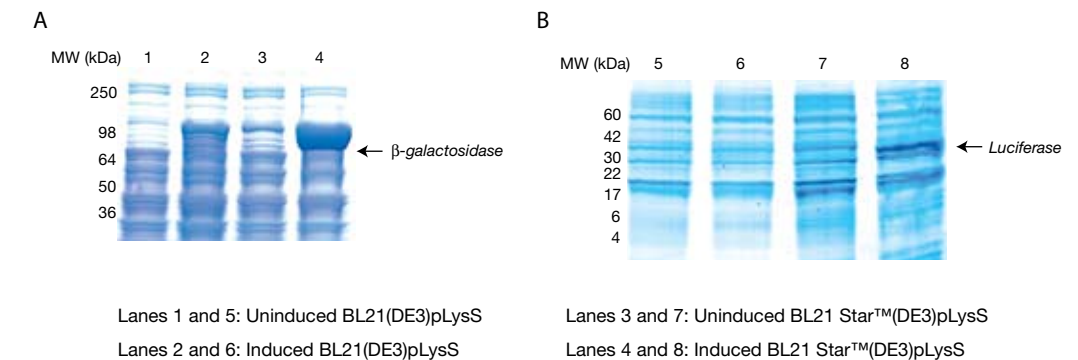 A
B
MW (kDa) 1 2 3 4
250
98
64
50
36
β-galactosidase
MW (kDa) 5 6 7 8
60
42
30
22
17
6
4
Luciferase
Lanes 1 and 5: Uninduced BL21(DE3)pLysS
Lanes 2 and 6: Induced BL21(DE3)pLysS
Lanes 3 and 7: Uninduced BL21 Star™(DE3)pLysS
Lanes 4 and 8: Induced BL21 Star™(DE3)pLysS